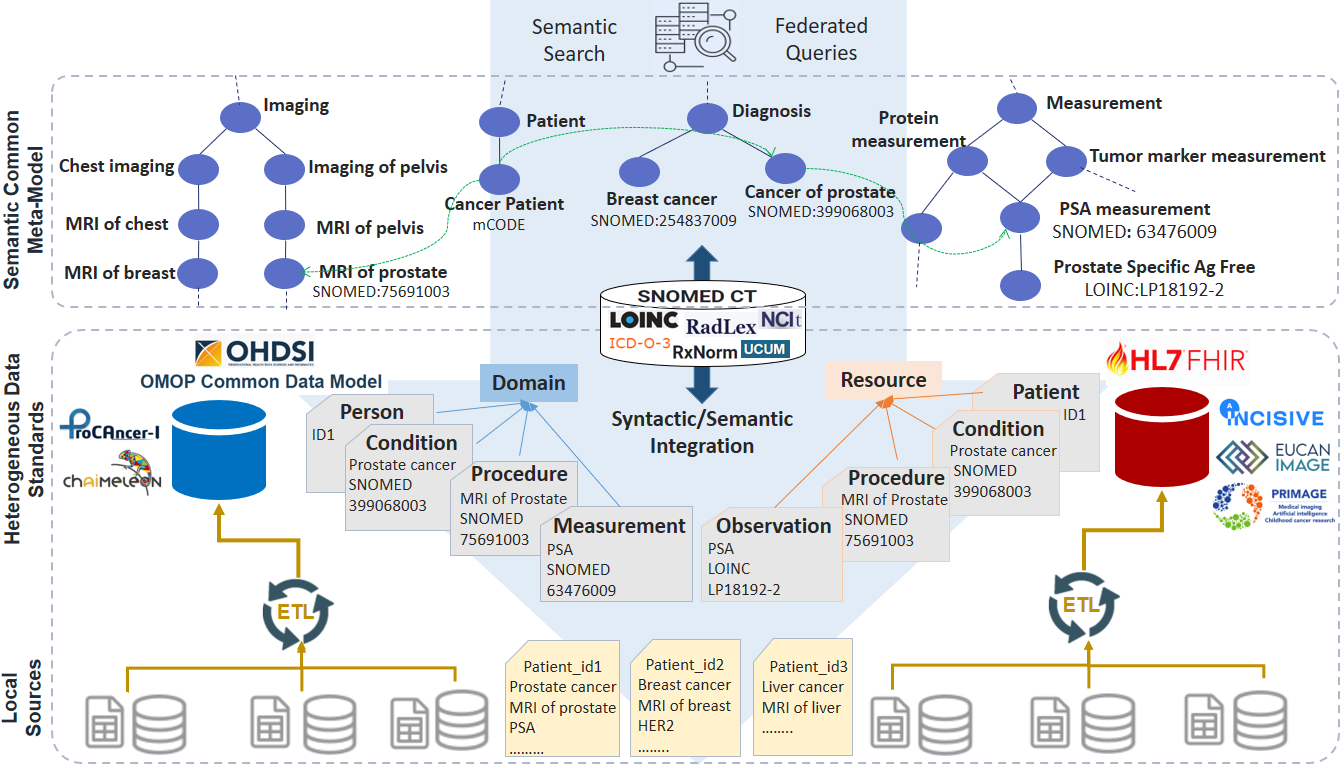 Semantic
Search
Federated
Queries
Semantic Common
Meta-Model
Imaging
Chest imaging
Imaging of pelvis
MRI of chest
MRI of pelvis
MRI of breast
MRI of prostate
SNOMED:75691003
Patient
Cancer Patient
mCODE
Diagnosis
Breast cancer
SNOMED:254837009
Cancer of prostate
SNOMED:399068003
Measurement
Protein
measurement
Tumor marker measurement
PSA measurement
SNOMED: 63476009
Prostate Specific Ag Free
LOINC:LP18192-2
SNOMED CT
LOINC
RadLex
NCIt
ICD-O-3
RxNorm
UCUM
Syntactic/Semantic
Integration
Heterogeneous Data
Standards
OHDSI
OMOP Common Data Model
ProCAncer-I
chAiMeLEON
Domain
Person
ID1
Condition
Prostate cancer
SNOMED
399068003
Procedure
MRI of Prostate
SNOMED
75691003
Measurement
PSA
SNOMED
63476009
Resource
Patient
ID1
Condition
Prostate cancer
SNOMED
399068003
Procedure
MRI of Prostate
SNOMED
75691003
Observation
PSA
LOINC
LP18192-2
HL7 FHIR
INCISIVE
EUCAN
IMAGE
PRIMAGE
Medical imaging
Artificial intelligence
Childhood cancer research
ETL
ETL
Local
Sources
Patient_id1
Prostate cancer
MRI of prostate
PSA
.........
Patient_id2
Breast cancer
MRI of breast
HER2
........
Patient_id3
Liver cancer
MRI of liver
........